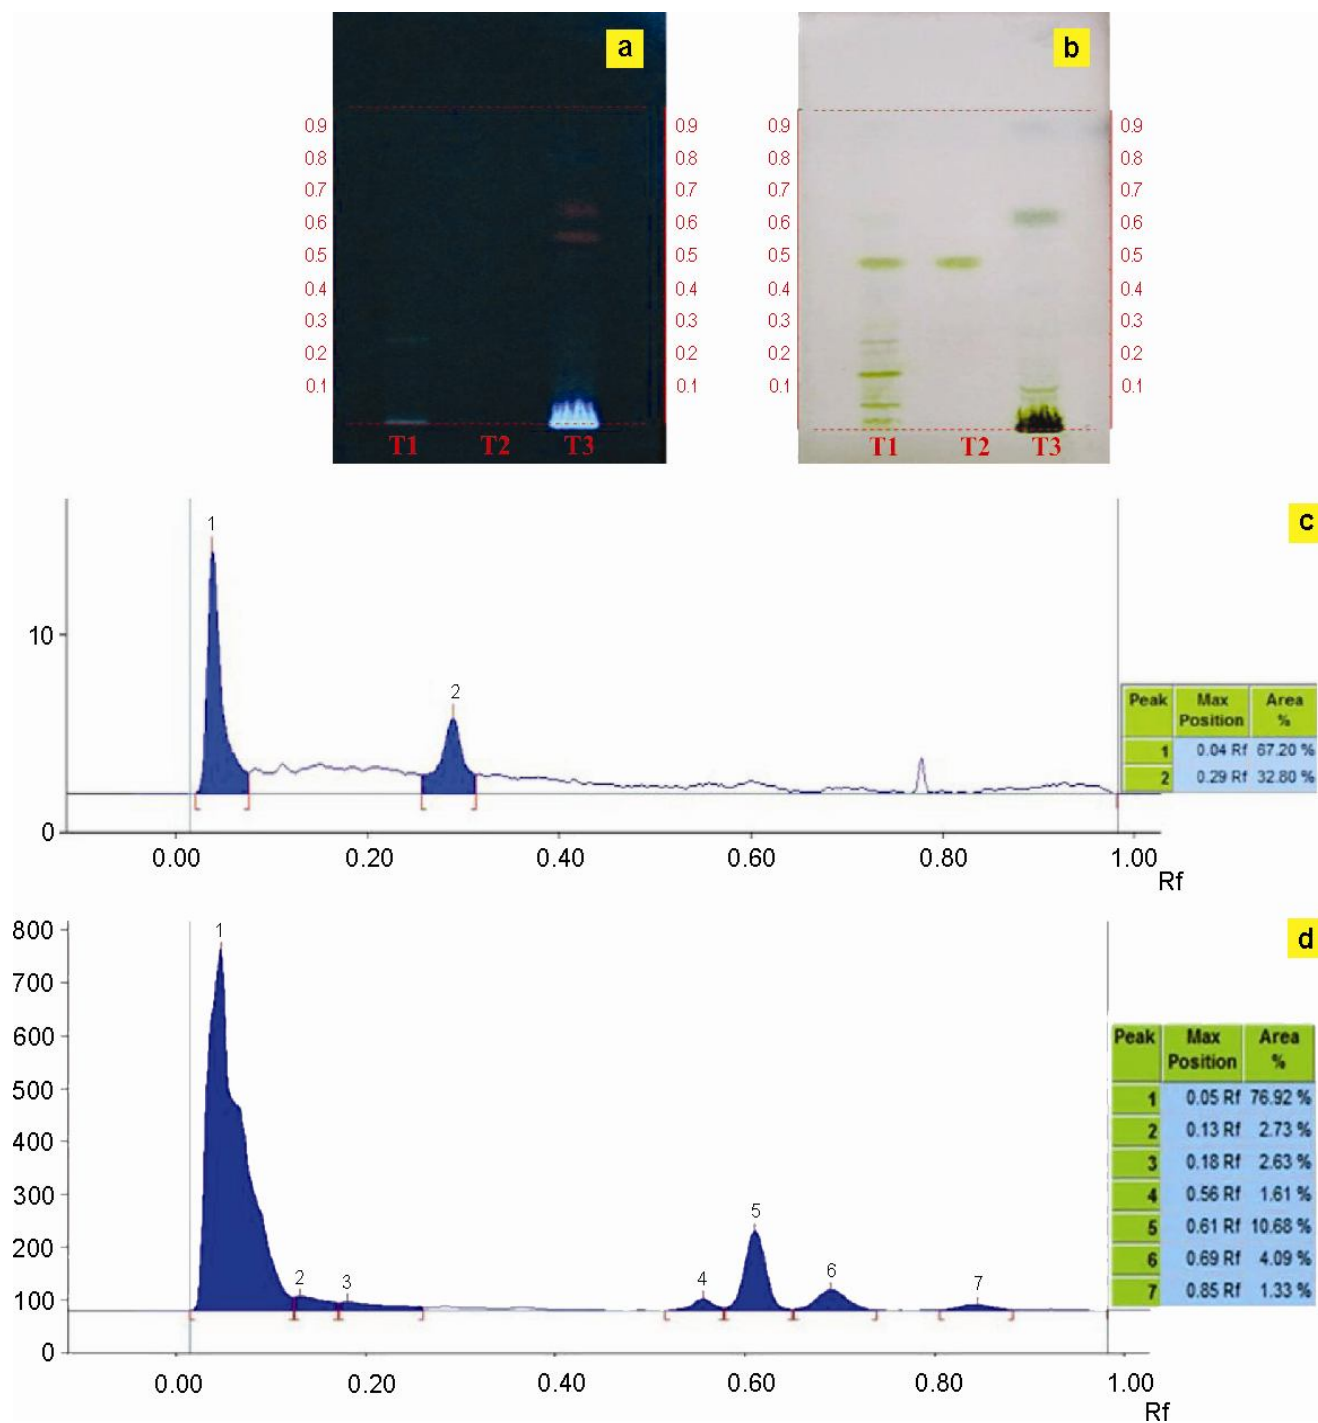 a
b
0.9 0.9 0.9 0.9
0.8 0.8 0.8 0.8
0.7 0.7 0.7 0.7
0.6 0.6 0.6 0.6
0.5 0.5 0.5 0.5
0.4 0.4 0.4 0.4
0.3 0.3 0.3 0.3
0.2 0.2 0.2 0.2
0.1 0.1 0.1 0.1
T1 T2 T3
T1 T2 T3
c
1
10
2
0
0.00 0.20 0.40 0.60 0.80 1.00
Rf
Peak Max Position Area %
1 0.04 Rf 67.20 %
2 0.29 Rf 32.80 %
d
800
700
600
500
400
300
200
100
0
1
2
3
4
5
6
7
0.00 0.20 0.40 0.60 0.80 1.00
Rf
Peak Max Position Area %
1 0.05 Rf 76.92 %
2 0.13 Rf 2.73 %
3 0.18 Rf 2.63 %
4 0.56 Rf 1.61 %
5 0.61 Rf 10.68 %
6 0.69 Rf 4.09 %
7 0.85 Rf 1.33 %